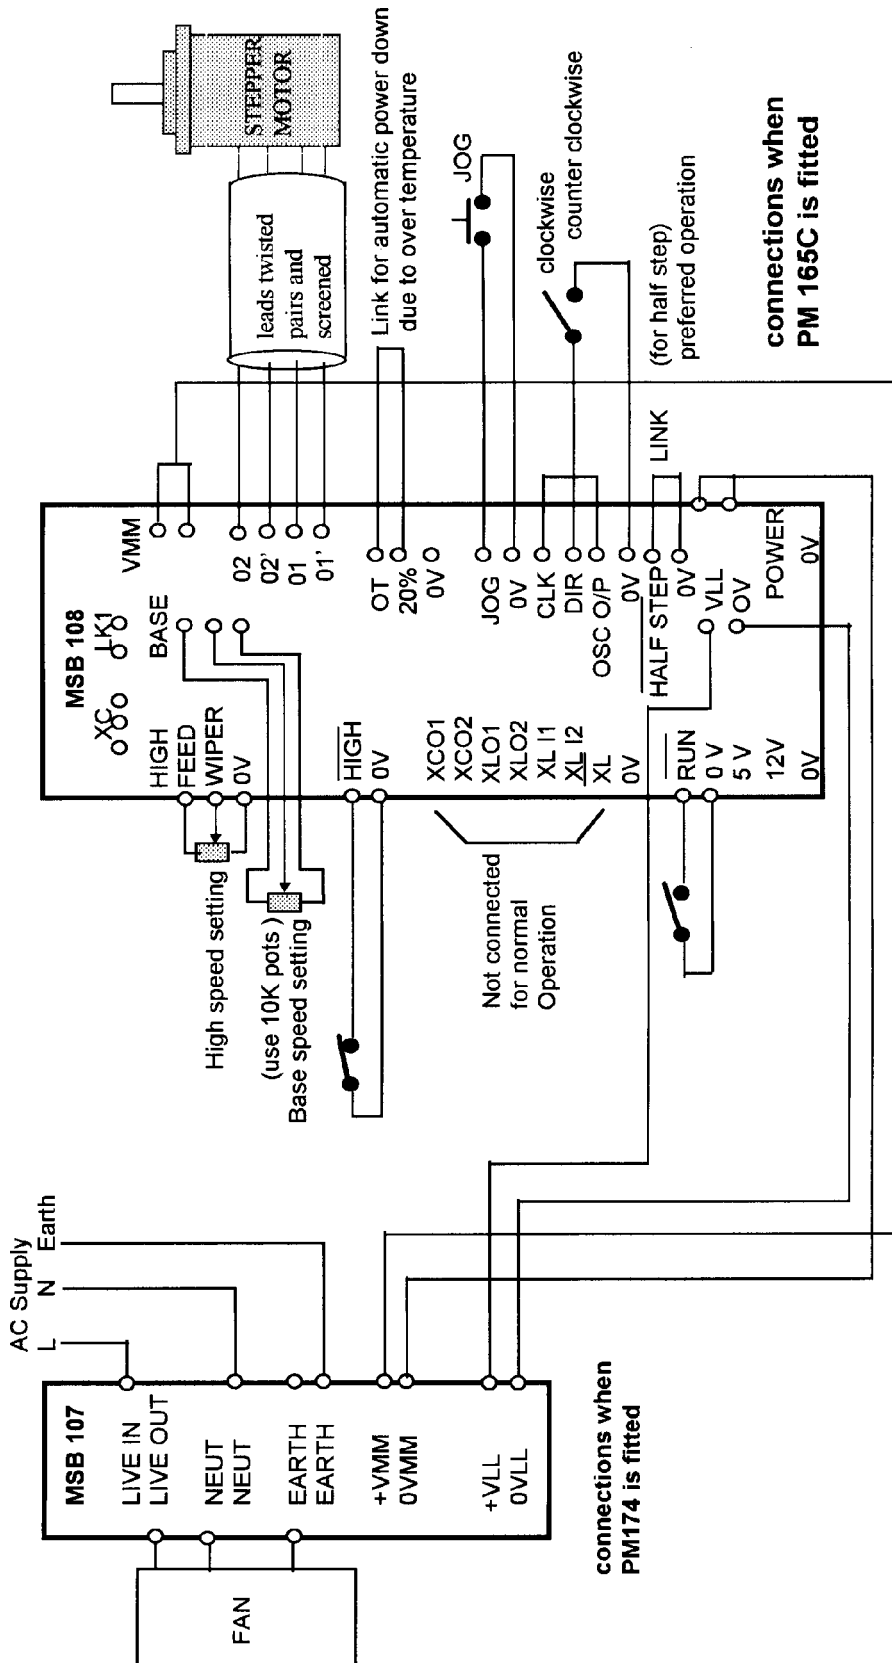 AC Supply
L N Earth
MSB 107
LIVE IN
LIVE OUT
NEUT
NEUT
EARTH
EARTH
+VMM
0VMM
+VLL
0VLL
FAN
connections when
PM174 is fitted
High speed setting
(use 10K pots )
Base speed setting
Not connected
for normal
Operation
MSB 108
XC
LK1
HIGH
FEED
WIPER
0V
BASE
HIGH
0V
XCO1
XCO2
XLO1
XLO2
XL I1
XL I2
XL
0V
RUN
0 V
5 V
12V
0V
VMM
02
02'
01
01'
OT
20%
0V
JOG
0V
CLK
DIR
OSC O/P
0V
HALF STEP
0V
VLL
OV
POWER
0V
STEPPER
MOTOR
leads twisted
pairs and
screened
Link for automatic power down
due to over temperature
JOG
clockwise
counter clockwise
LINK
(for half step)
preferred operation
connections when
PM 165C is fitted